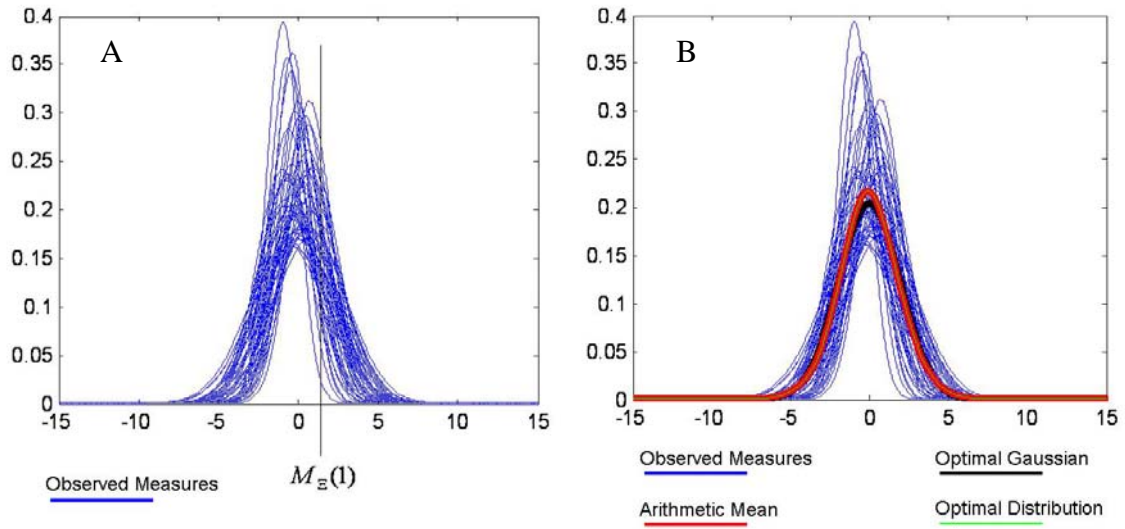 0.4
0.35
0.3
0.25
0.2
0.15
0.1
0.05
0
-15 -10 -5 0 5 10 15
A
M_Ξ(1)
Observed Measures
0.4
0.35
0.3
0.25
0.2
0.15
0.1
0.05
0
-15 -10 -5 0 5 10 15
B
Observed Measures Optimal Gaussian
Arithmetic Mean Optimal Distribution